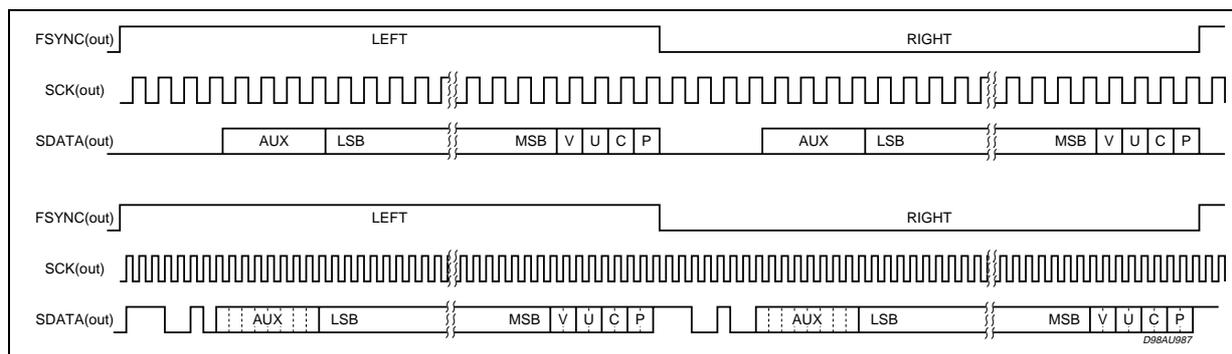 FSYNC(out) LEFT RIGHT
SCK(out)
SDATA(out) AUX LSB MSB V U C P AUX LSB MSB V U C P
FSYNC(out) LEFT RIGHT
SCK(out)
SDATA(out) AUX LSB MSB V U C P AUX LSB MSB V U C P
D98AU987